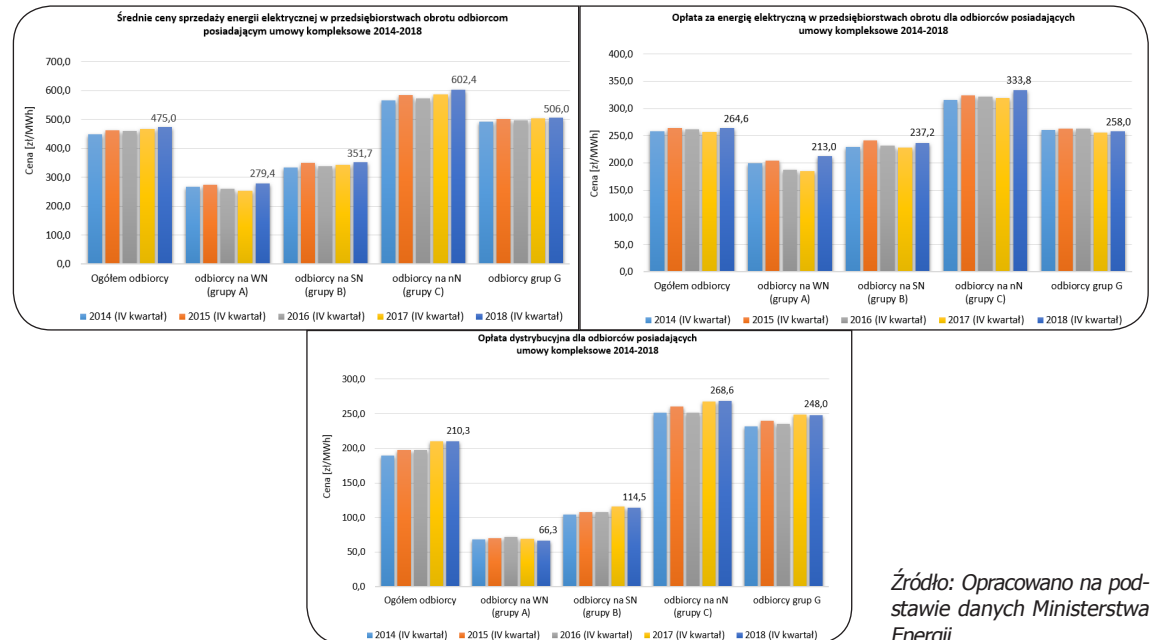 Średnie ceny sprzedaży energii elektrycznej w przedsiębiorstwach obrotu odbiorcom
posiadającym umowy kompleksowe 2014-2018
Cena [zł/MWh]
700,0
600,0
500,0
400,0
300,0
200,0
100,0
0,0
475,0
279,4
351,7
602,4
506,0
Ogółem odbiorcy
odbiorcy na WN
(grupy A)
odbiorcy na SN
(grupy B)
odbiorcy na nN
(grupy C)
odbiorcy grup G
2014 (IV kwartał) 2015 (IV kwartał) 2016 (IV kwartał) 2017 (IV kwartał) 2018 (IV kwartał)
Opłata za energię elektryczną w przedsiębiorstwach obrotu dla odbiorców posiadających
umowy kompleksowe 2014-2018
Cena [zł/MWh]
400,0
350,0
300,0
250,0
200,0
150,0
100,0
50,0
0,0
264,6
213,0
237,2
333,8
258,0
Ogółem odbiorcy
odbiorcy na WN
(grupy A)
odbiorcy na SN
(grupy B)
odbiorcy na nN
(grupy C)
odbiorcy grup G
2014 (IV kwartał) 2015 (IV kwartał) 2016 (IV kwartał) 2017 (IV kwartał) 2018 (IV kwartał)
Opłata dystrybucyjna dla odbiorców posiadających
umowy kompleksowe 2014-2018
Cena [zł/MWh]
300,0
250,0
200,0
150,0
100,0
50,0
0,0
210,3
66,3
114,5
268,6
248,0
Ogółem odbiorcy
odbiorcy na WN
(grupy A)
odbiorcy na SN
(grupy B)
odbiorcy na nN
(grupy C)
odbiorcy grup G
2014 (IV kwartał) 2015 (IV kwartał) 2016 (IV kwartał) 2017 (IV kwartał) 2018 (IV kwartał)
Źródło: Opracowano na pod-
stawie danych Ministerstwa
Energii